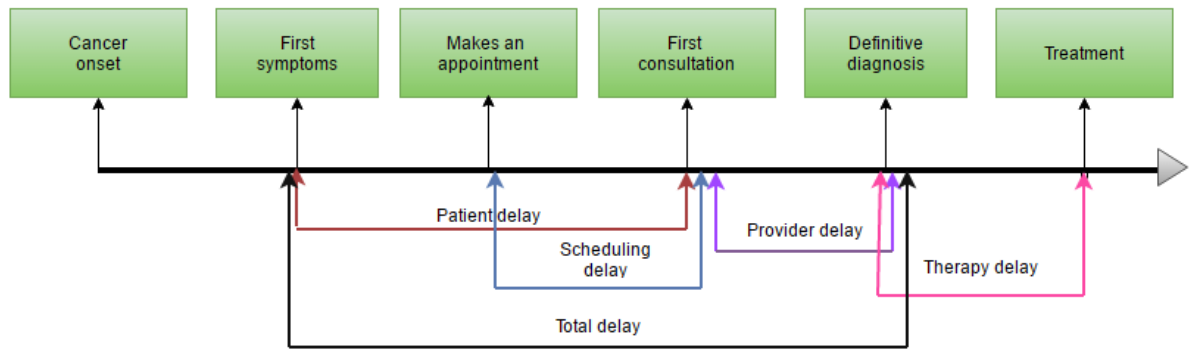 Cancer
onset
First
symptoms
Makes an
appointment
First
consultation
Definitive
diagnosis
Treatment
Patient delay
Provider delay
Scheduling
delay
Therapy delay
Total delay